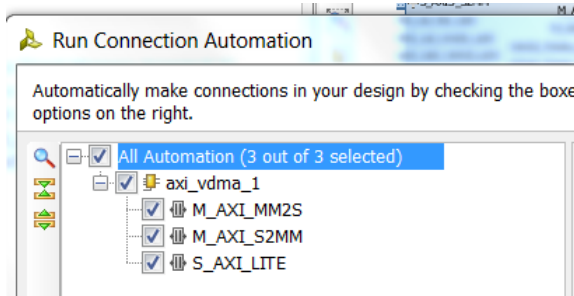 Run Connection Automation
Automatically make connections in your design by checking the boxe
options on the right.
All Automation (3 out of 3 selected)
axi_vdma_1
M_AXI_MM2S
M_AXI_S2MM
S_AXI_LITE